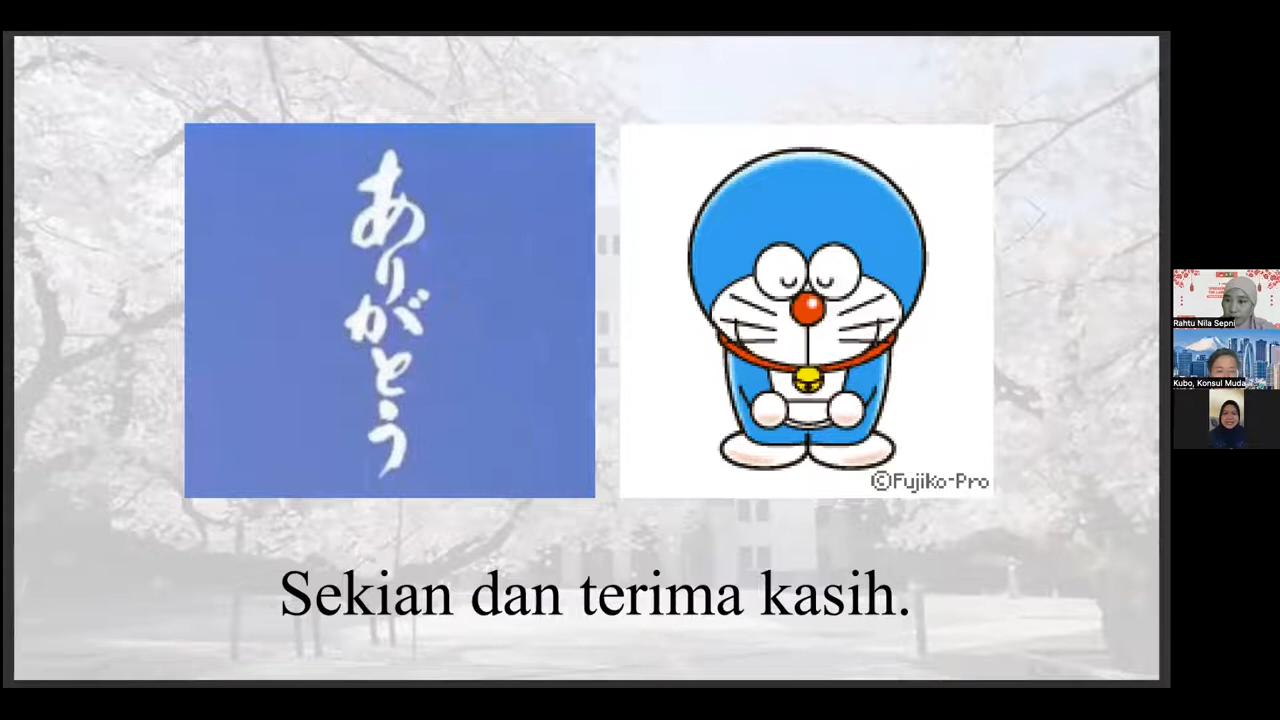 ありがとう
©Fujiko-Pro
Sekian dan terima kasih.
Rahtu Nila Sepni
Kubo, Konsul Muda